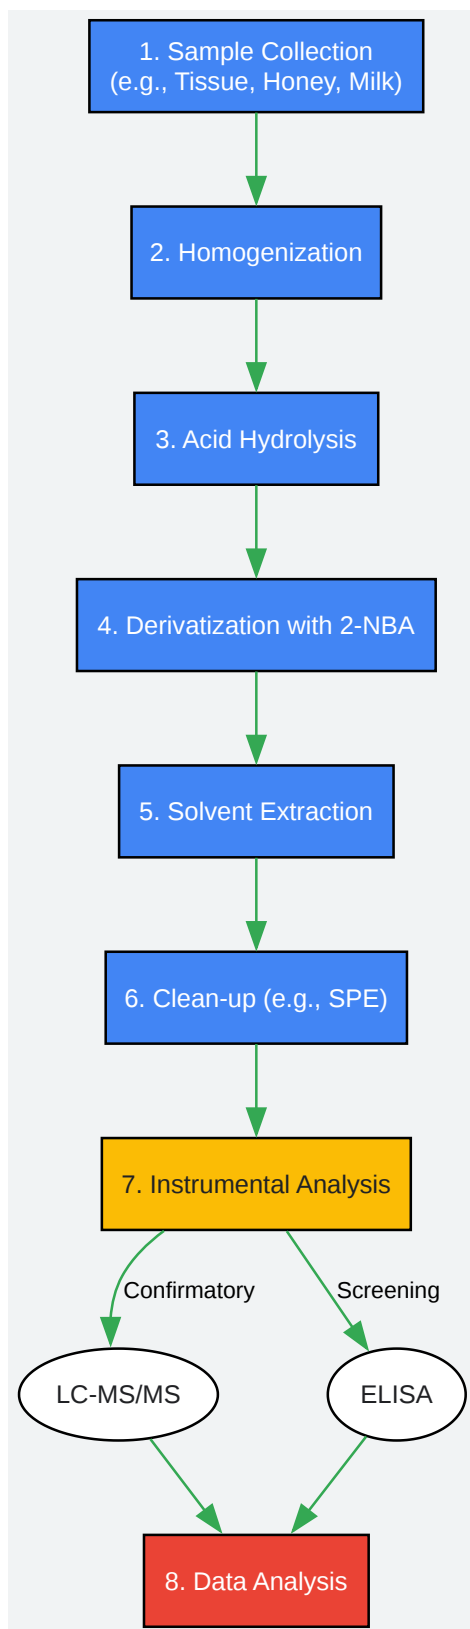 1. Sample Collection
(e.g., Tissue, Honey, Milk)
2. Homogenization
3. Acid Hydrolysis
4. Derivatization with 2-NBA
5. Solvent Extraction
6. Clean-up (e.g., SPE)
7. Instrumental Analysis
Confirmatory
Screening
LC-MS/MS
ELISA
8. Data Analysis